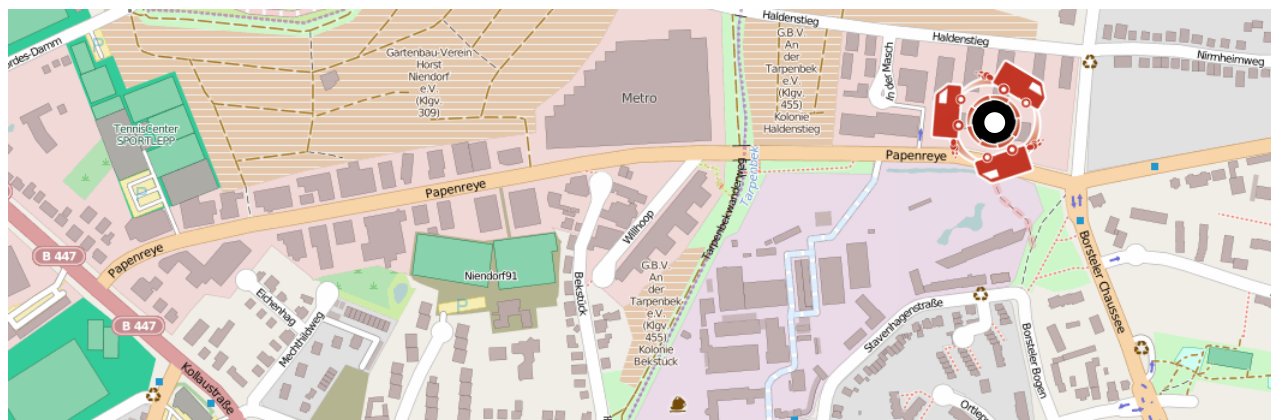 Haldenstieg
Haldenstieg
Nirmheimweg
In der Masch
Gartenbau-Verein
Horst
Niendorf
e.V.
(Klgv.
309)
Metro
G.B.V.
An
der
Tarpenbek
e.V.
(Klgv.
455)
Kolonie
Haldenstieg
TennisCenter
SPORTLEPP
Papenreye
Papenreye
Papenreye
Tarpenbek
Tarpenbekwanderweg
Willhoop
B 447
B 447
Niendorf91
Bekstück
G.B.V.
An
der
Tarpenbek
e.V.
(Klgv.
455)
Kolonie
Bekstück
Eichenhag
Mechthildweg
Kollaustraße
Stavenhagenstraße
Borsteler Bogen
Borsteler Chaussee